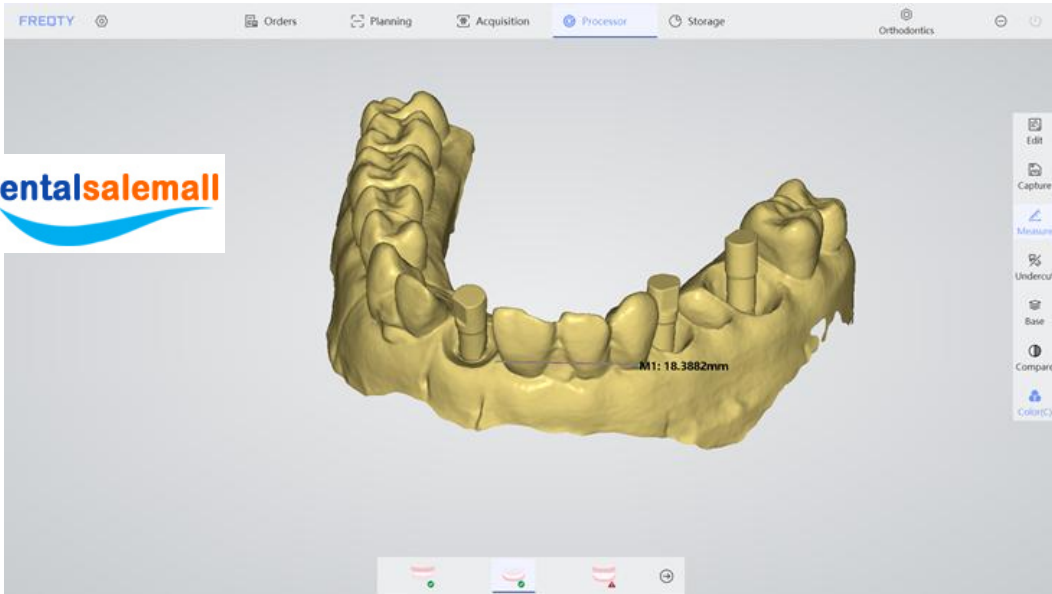 FREQTY
Orders
Planning
Acquisition
Processor
Storage
Orthodontics
entalsalemall
Edit
Capture
Measure
Undercut
Base
Compare
Color(C)
M1: 18.3882mm